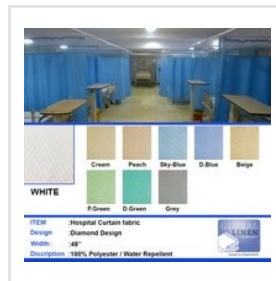 Cream Peach Sky-Blue D.Blue Beige
WHITE
P.Green D.Green Grey
ITEM :Hospital Curtain fabric
Design :Diamond Design
Width: :48"
Discription :100% Polyester / Water Repellent
LINEN